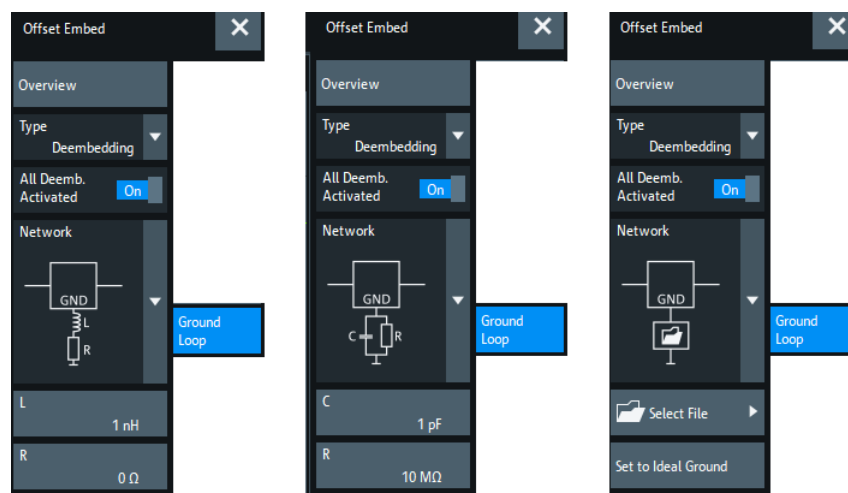 Offset Embed
Overview
Type
Deembedding
All Deemb.
Activated
On
Network
GND
L
R
Ground
Loop
L
1 nH
R
0 Ω
Offset Embed
Overview
Type
Deembedding
All Deemb.
Activated
On
Network
GND
C
R
Ground
Loop
C
1 pF
R
10 MΩ
Offset Embed
Overview
Type
Deembedding
All Deemb.
Activated
On
Network
GND
Ground
Loop
Select File
Set to Ideal Ground